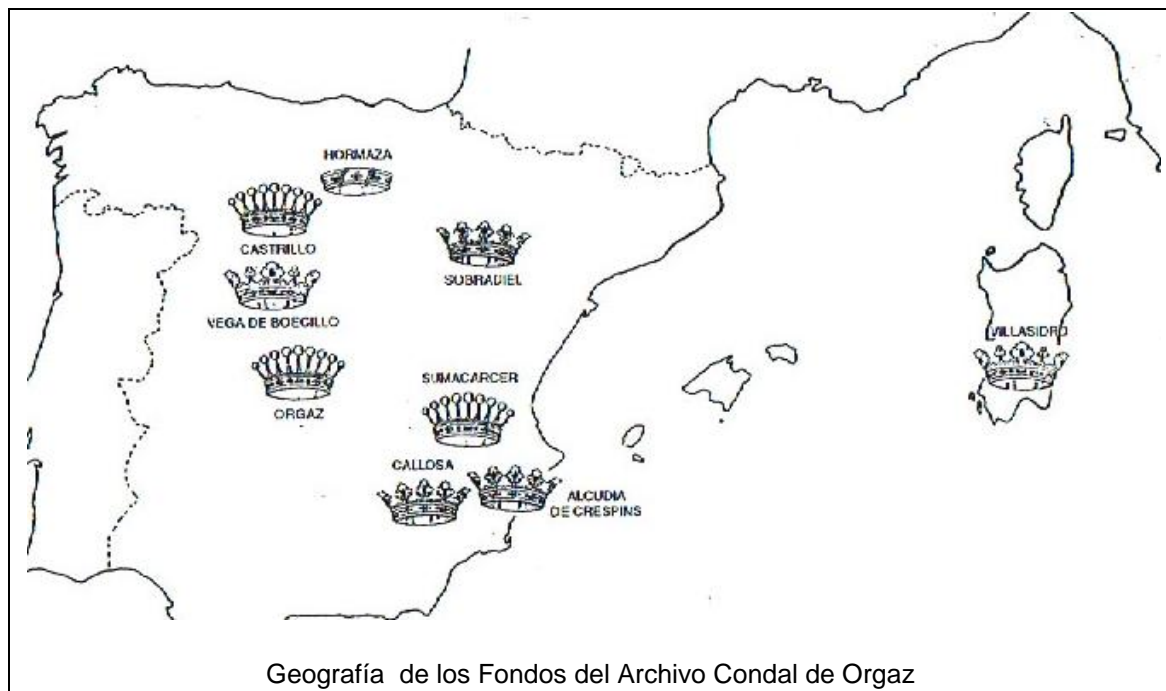 HORMAZA
CASTRILLO
SOBRADIEL
VEGA DE BOECILLO
VILLASIDRO
SUMACARCER
ORGAZ
CALLOSA
ALCUDIA
DE CRESPINS
Geografía de los Fondos del Archivo Condal de Orgaz